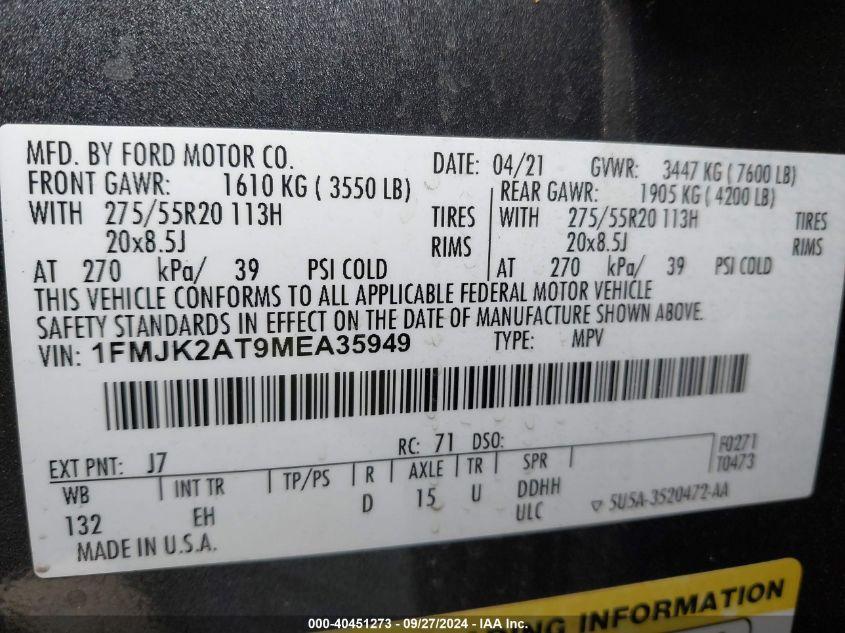 MFD. BY FORD MOTOR CO. DATE: 04/21 GVWR: 3447 KG ( 7600 LB)
FRONT GAWR: 1610 KG ( 3550 LB) REAR GAWR: 1905 KG ( 4200 LB)
WITH 275/55R20 113H TIRES WITH 275/55R20 113H TIRES
20x8.5J RIMS 20x8.5J RIMS
AT 270 kPa/ 39 PSI COLD AT 270 kPa/ 39 PSI COLD
THIS VEHICLE CONFORMS TO ALL APPLICABLE FEDERAL MOTOR VEHICLE
SAFETY STANDARDS IN EFFECT ON THE DATE OF MANUFACTURE SHOWN ABOVE.
VIN: 1FMJK2AT9MEA35949 TYPE: MPV
EXT PNT: J7 RC: 71 DSO: F0271
T0473
WB INT TR TP/PS R AXLE TR SPR
132 EH D 15 U DDHH
ULC 5U5A-3520472-AA
MADE IN U.S.A.
ING INFORMATION
000-40451273 - 09/27/2024 - IAA Inc.